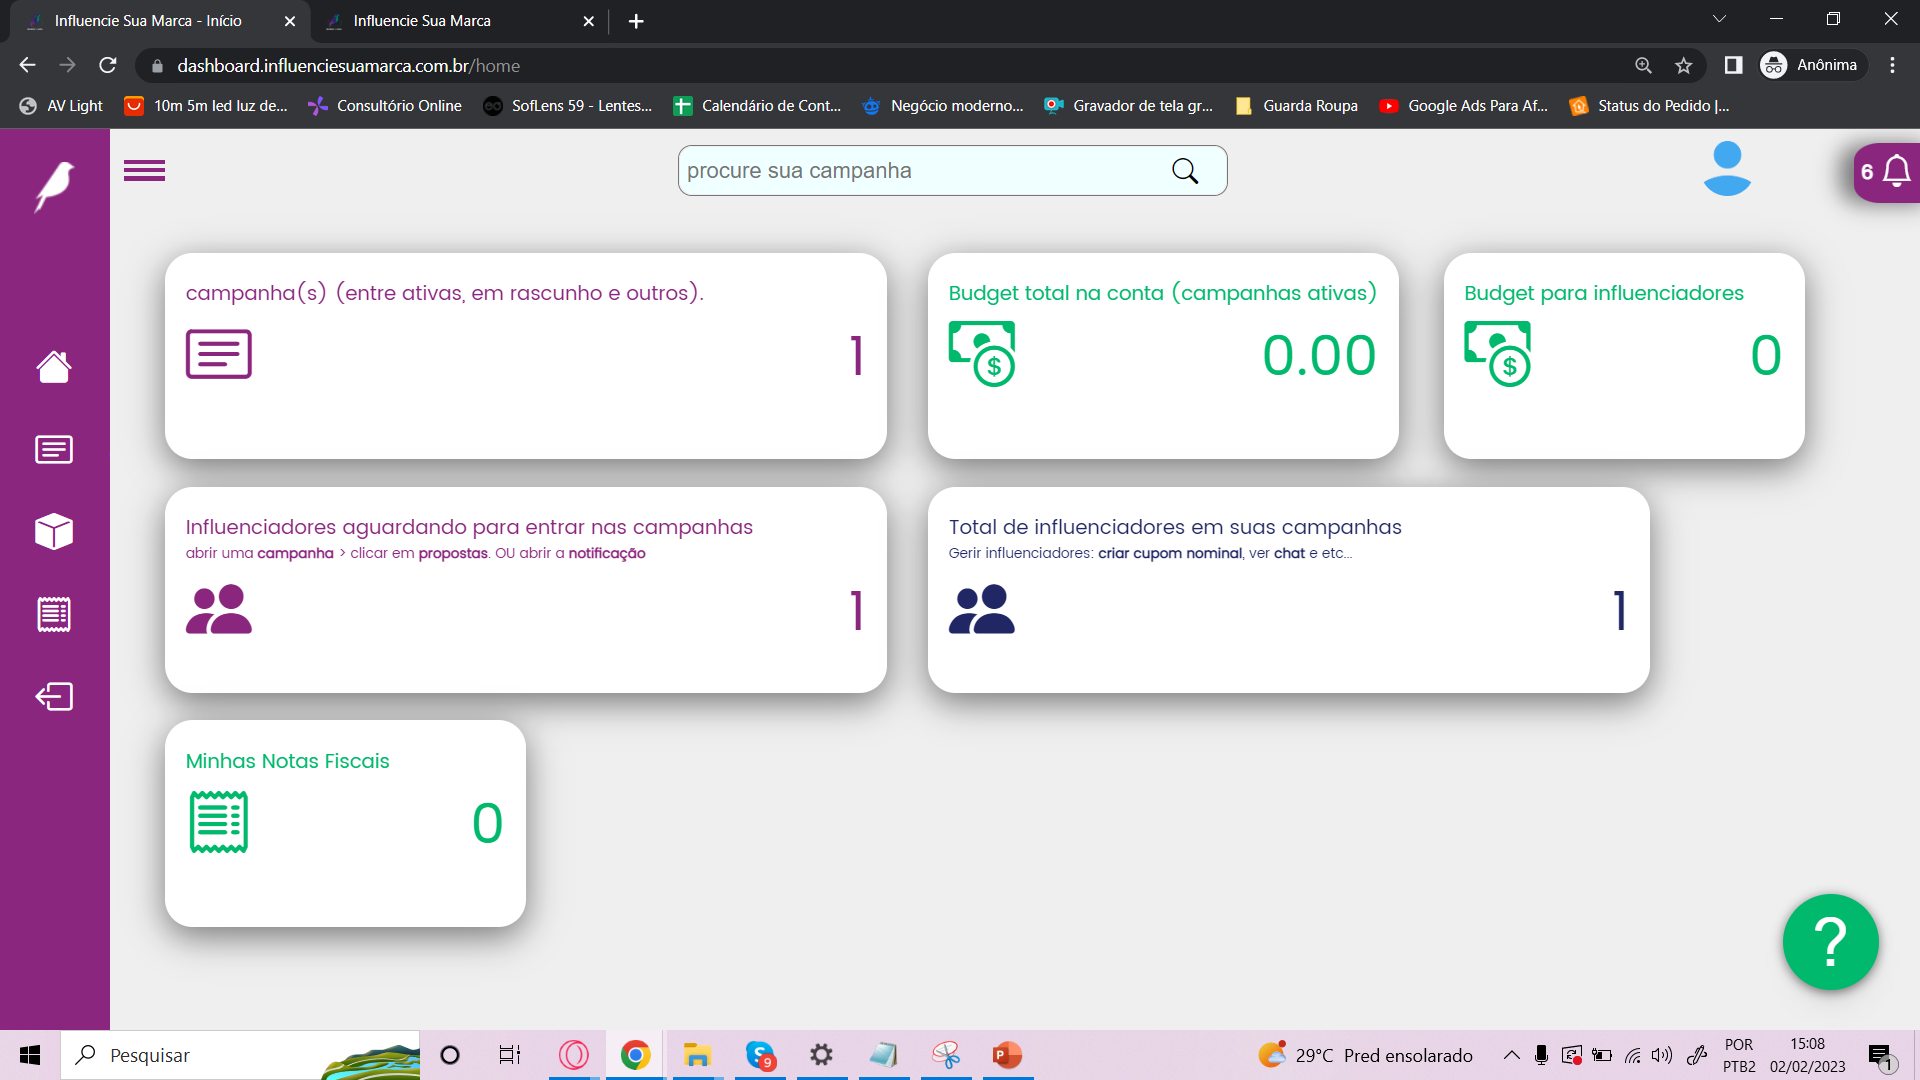 Influencie Sua Marca - Início
Influencie Sua Marca
dashboard.influenciesuamarca.com.br/home
Anônima
AV Light
10m 5m led luz de...
Consultório Online
SofLens 59 - Lentes...
Calendário de Cont...
Negócio moderno...
Gravador de tela gr...
Guarda Roupa
Google Ads Para Af...
Status do Pedido |...
procure sua campanha
6
campanha(s) (entre ativas, em rascunho e outros).
1
Budget total na conta (campanhas ativas)
0.00
Budget para influenciadores
0
Influenciadores aguardando para entrar nas campanhas
abrir uma campanha > clicar em propostas. OU abrir a notificação
1
Total de influenciadores em suas campanhas
Gerir influenciadores: criar cupom nominal, ver chat e etc...
1
Minhas Notas Fiscais
0
?
Pesquisar
9
29°C Pred ensolarado
POR
PTB2
15:08
02/02/2023
1